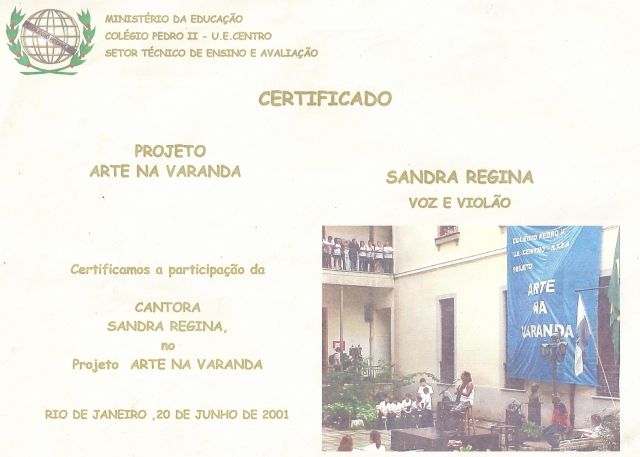 MINISTÉRIO DA EDUCAÇÃO
COLÉGIO PEDRO II - U.E.CENTRO
SETOR TÉCNICO DE ENSINO E AVALIAÇÃO
CERTIFICADO
PROJETO
ARTE NA VARANDA
Certificamos a participação da
CANTORA
SANDRA REGINA,
no
Projeto ARTE NA VARANDA
RIO DE JANEIRO ,20 DE JUNHO DE 2001
SANDRA REGINA
VOZ E VIOLÃO
COLÉGIO PEDRO II
CENTRO
PROJETO
ARTE
NA
VARANDA